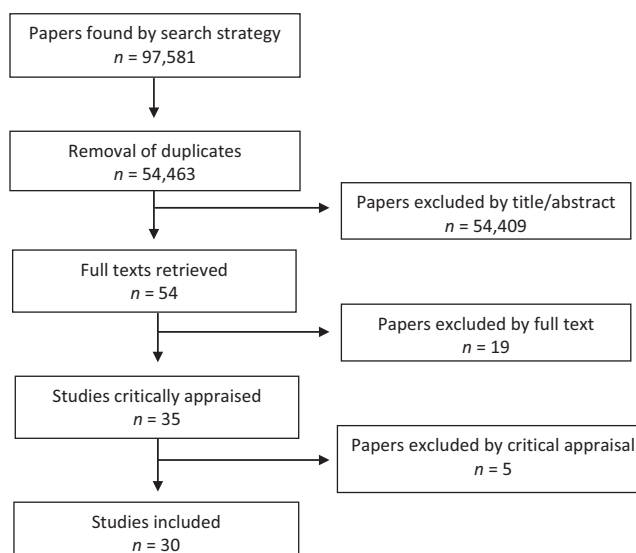 Papers found by search strategy
n = 97,581
Removal of duplicates
n = 54,463
Papers excluded by title/abstract
n = 54,409
Full texts retrieved
n = 54
Papers excluded by full text
n = 19
Studies critically appraised
n = 35
Papers excluded by critical appraisal
n = 5
Studies included
n = 30